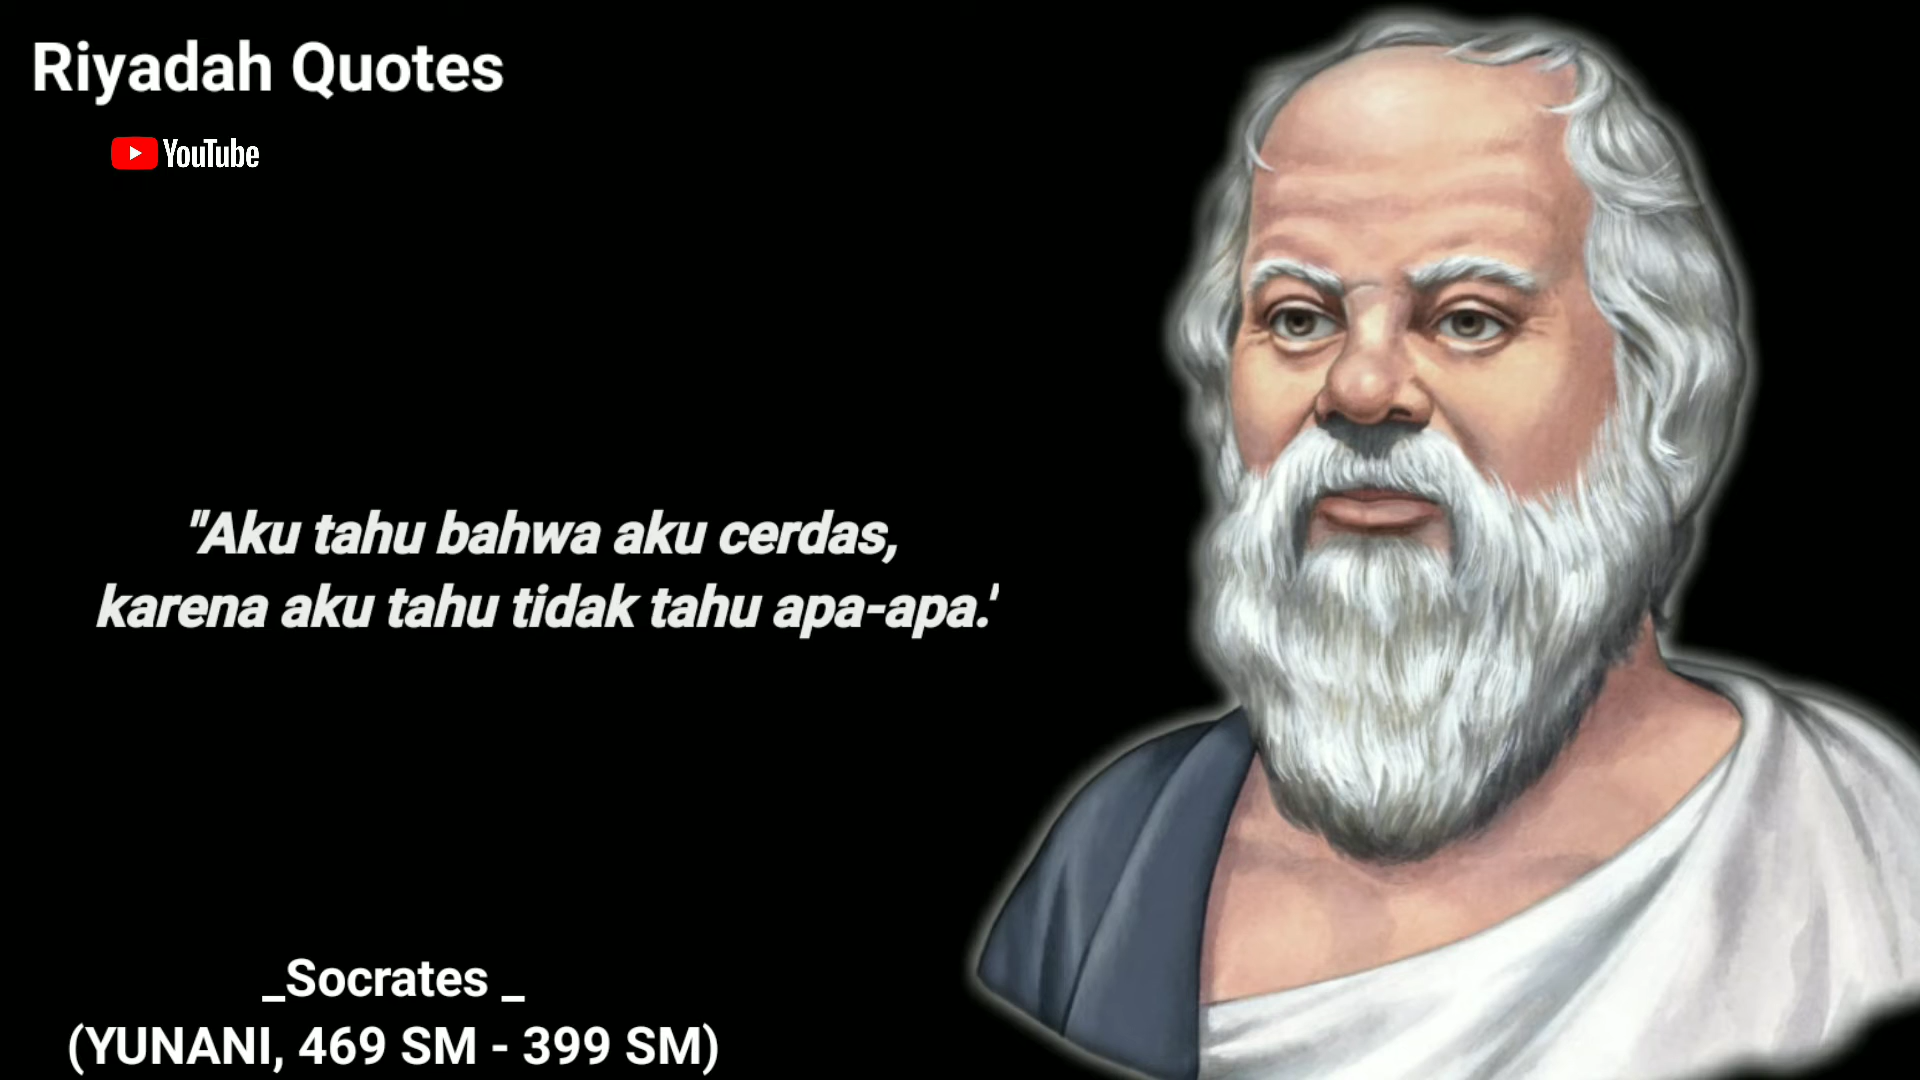 Riyadah Quotes
YouTube
"Aku tahu bahwa aku cerdas,
karena aku tahu tidak tahu apa-apa.'
_Socrates _
(YUNANI, 469 SM - 399 SM)